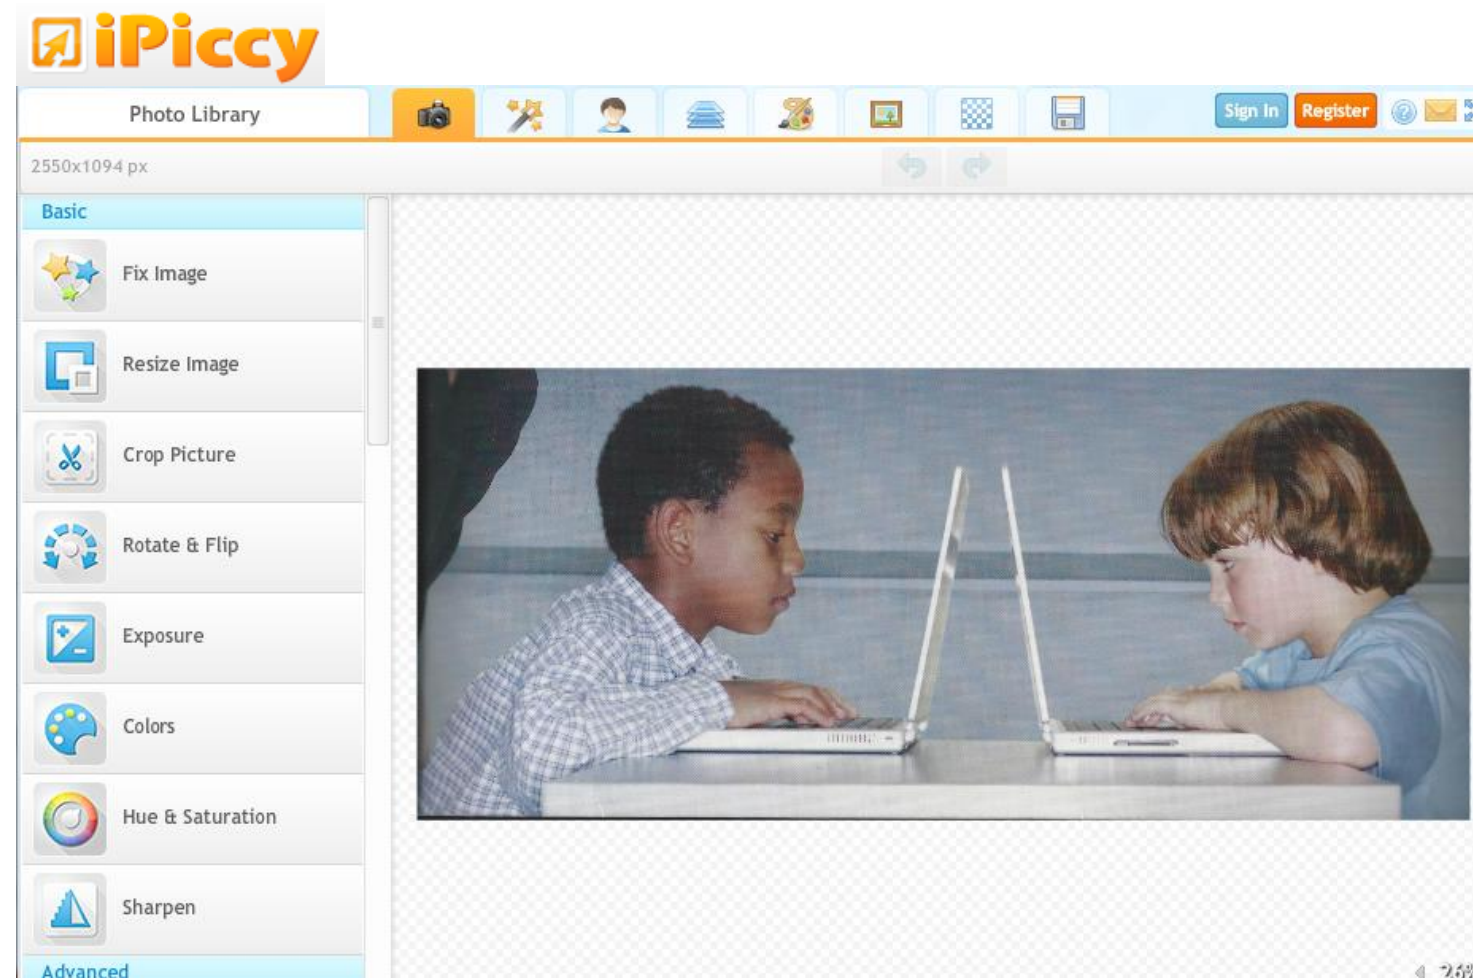 iPiccy
Photo Library
Sign In Register
2550x1094 px
Basic
Fix Image
Resize Image
Crop Picture
Rotate & Flip
Exposure
Colors
Hue & Saturation
Sharpen
Advanced